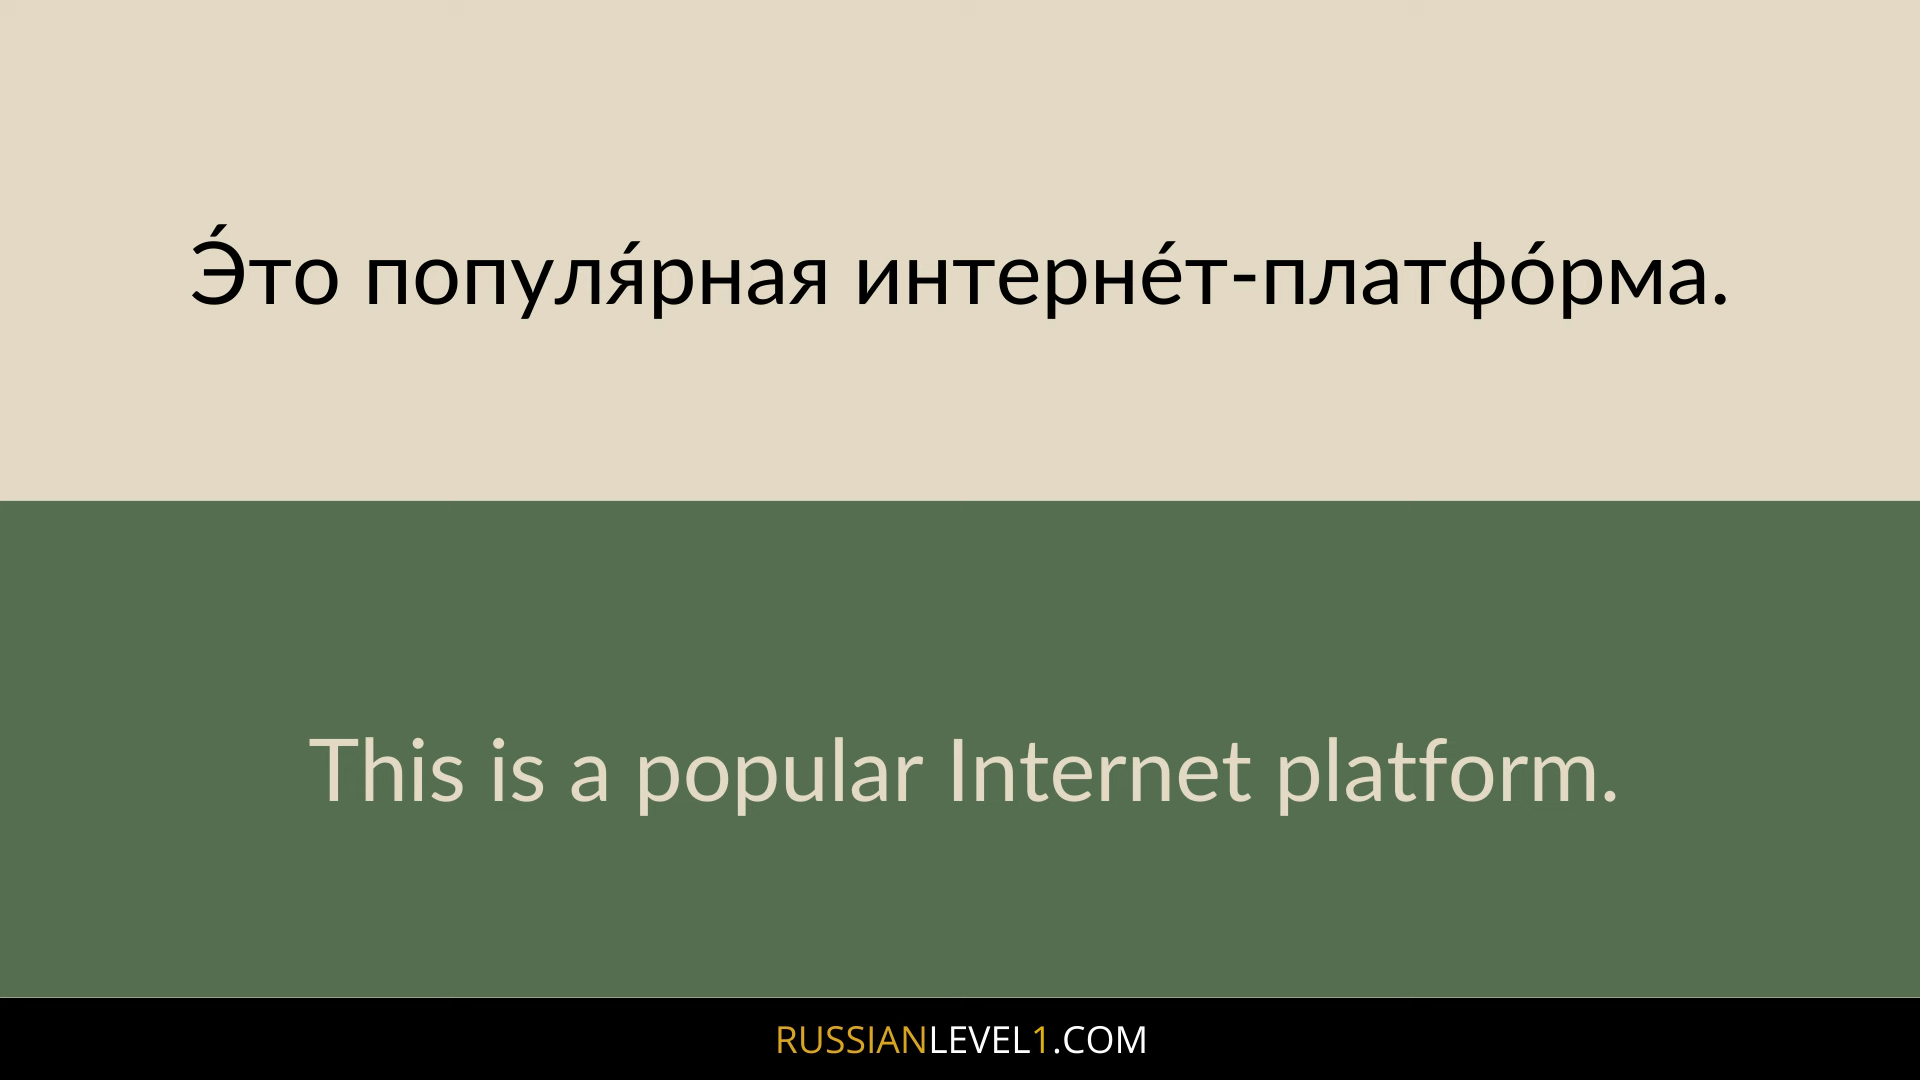 Э́то популя́рная интерне́т-платфо́рма.
This is a popular Internet platform.
RUSSIANLEVEL1.COM